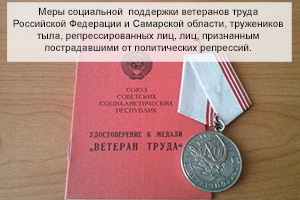 Меры социальной поддержки ветеранов труда
Российской Федерации и Самарской области, тружеников
тыла, репрессированных лиц, лиц, признанным
пострадавшими от политических репрессий.
СОЮЗ
СОВЕТСКИХ
СОЦИАЛИСТИЧЕСКИХ
РЕСПУБЛИК
УДОСТОВЕРЕНИЕ К МЕДАЛИ
"ВЕТЕРАН ТРУДА"